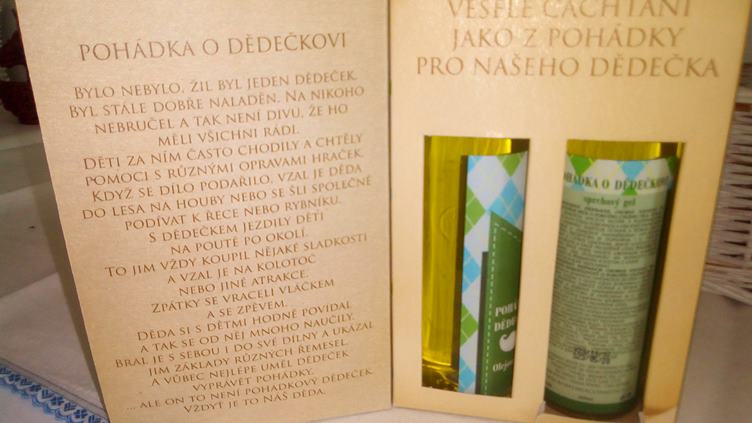 POHÁDKA O DĚDEČKOVI
BYLO NEBYLO, ŽIL BYL JEDEN DĚDEČEK.
BYL STÁLE DOBŘE NALADĚN. NA NIKOHO
NEBRUČEL A TAK NENÍ DIVU, ŽE HO
MĚLI VŠICHNI RÁDI.
DĚTI ZA NÍM ČASTO CHODILY A CHTĚLY
POMOCI S RŮZNÝMI OPRAVAMI HRAČEK.
KDYŽ SE DÍLO PODAŘILO, VZAL JE DĚDA
DO LESA NA HOUBY NEBO SE ŠLI SPOLEČNĚ
PODÍVAT K ŘECE NEBO RYBNÍKU.
S DĚDEČKEM JEZDILY DĚTI
NA POUTĚ PO OKOLÍ.
TO JIM VŽDY KOUPIL NĚJAKÉ SLADKOSTI
A VZAL JE NA KOLOTOČ
NEBO JINÉ ATRAKCE.
ZPÁTKY SE VRACELI VLÁČKEM
A SE ZPĚVEM.
DĚDA SI S DĚTMI HODNĚ POVÍDAL
A TAK SE OD NĚJ MNOHO NAUČILY.
BRAL JE S SEBOU I DO SVÉ DÍLNY A UKÁZAL
JIM ZÁKLADY RŮZNÝCH ŘEMESEL.
A VŮBEC NEJLÉPE UMĚL DĚDEČEK
VYPRÁVĚT POHÁDKY.
... ALE ON TO NENÍ POHÁDKOVÝ DĚDEČEK
VŽDYŤ JE TO NÁŠ DĚDA.
VESELÉ CACHTÁNÍ
JAKO Z POHÁDKY
PRO NAŠEHO DĚDEČKA
POHÁ
DĚDE
Olejo
POHÁDKA O DĚDEČKOVI
sprchový gel